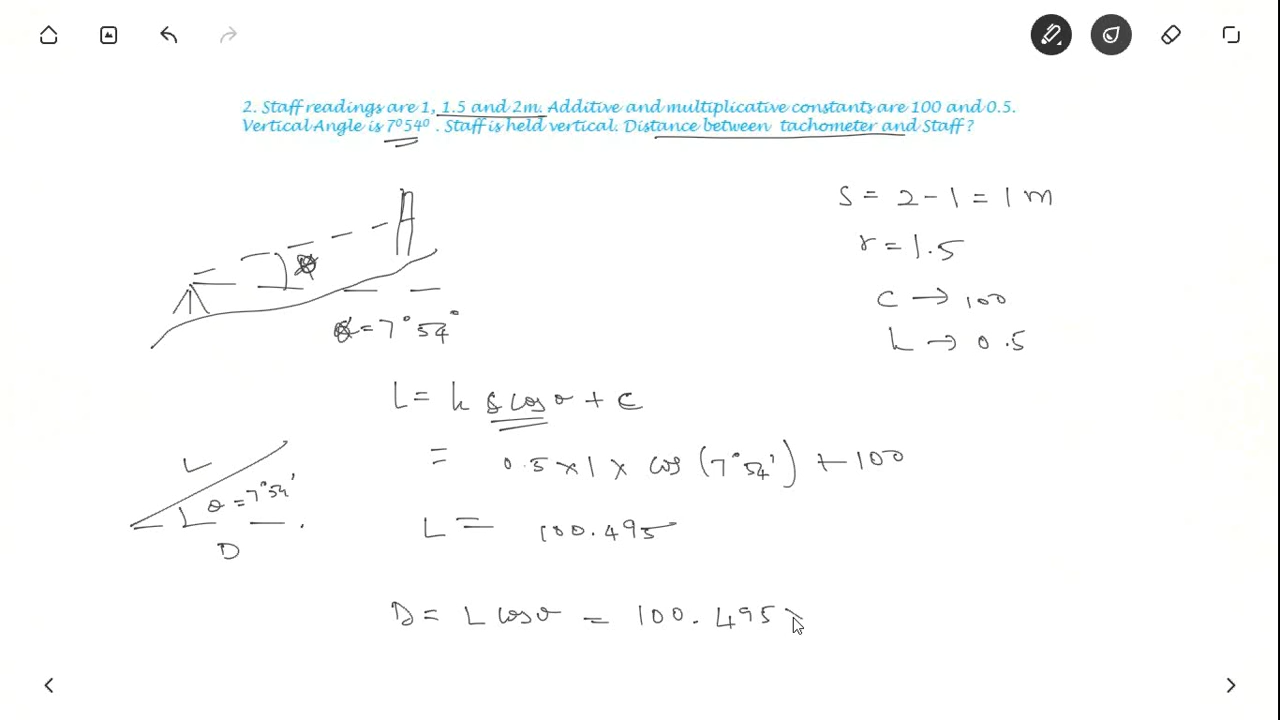 2. Staff readings are 1, 1.5 and 2m. Additive and multiplicative constants are 100 and 0.5.
Vertical Angle is 7⁰54⁰ . Staff is held vertical. Distance between tachometer and Staff?
S = 2 - 1 = 1 m
r = 1.5
C → 100
k → 0.5
= 7° 54°
L = k s cos θ + c
= 0.5 × 1 × cos (7° 54') + 100
L
θ = 7° 54'
D
L = 100.495
D = L cos θ = 100.495 ×